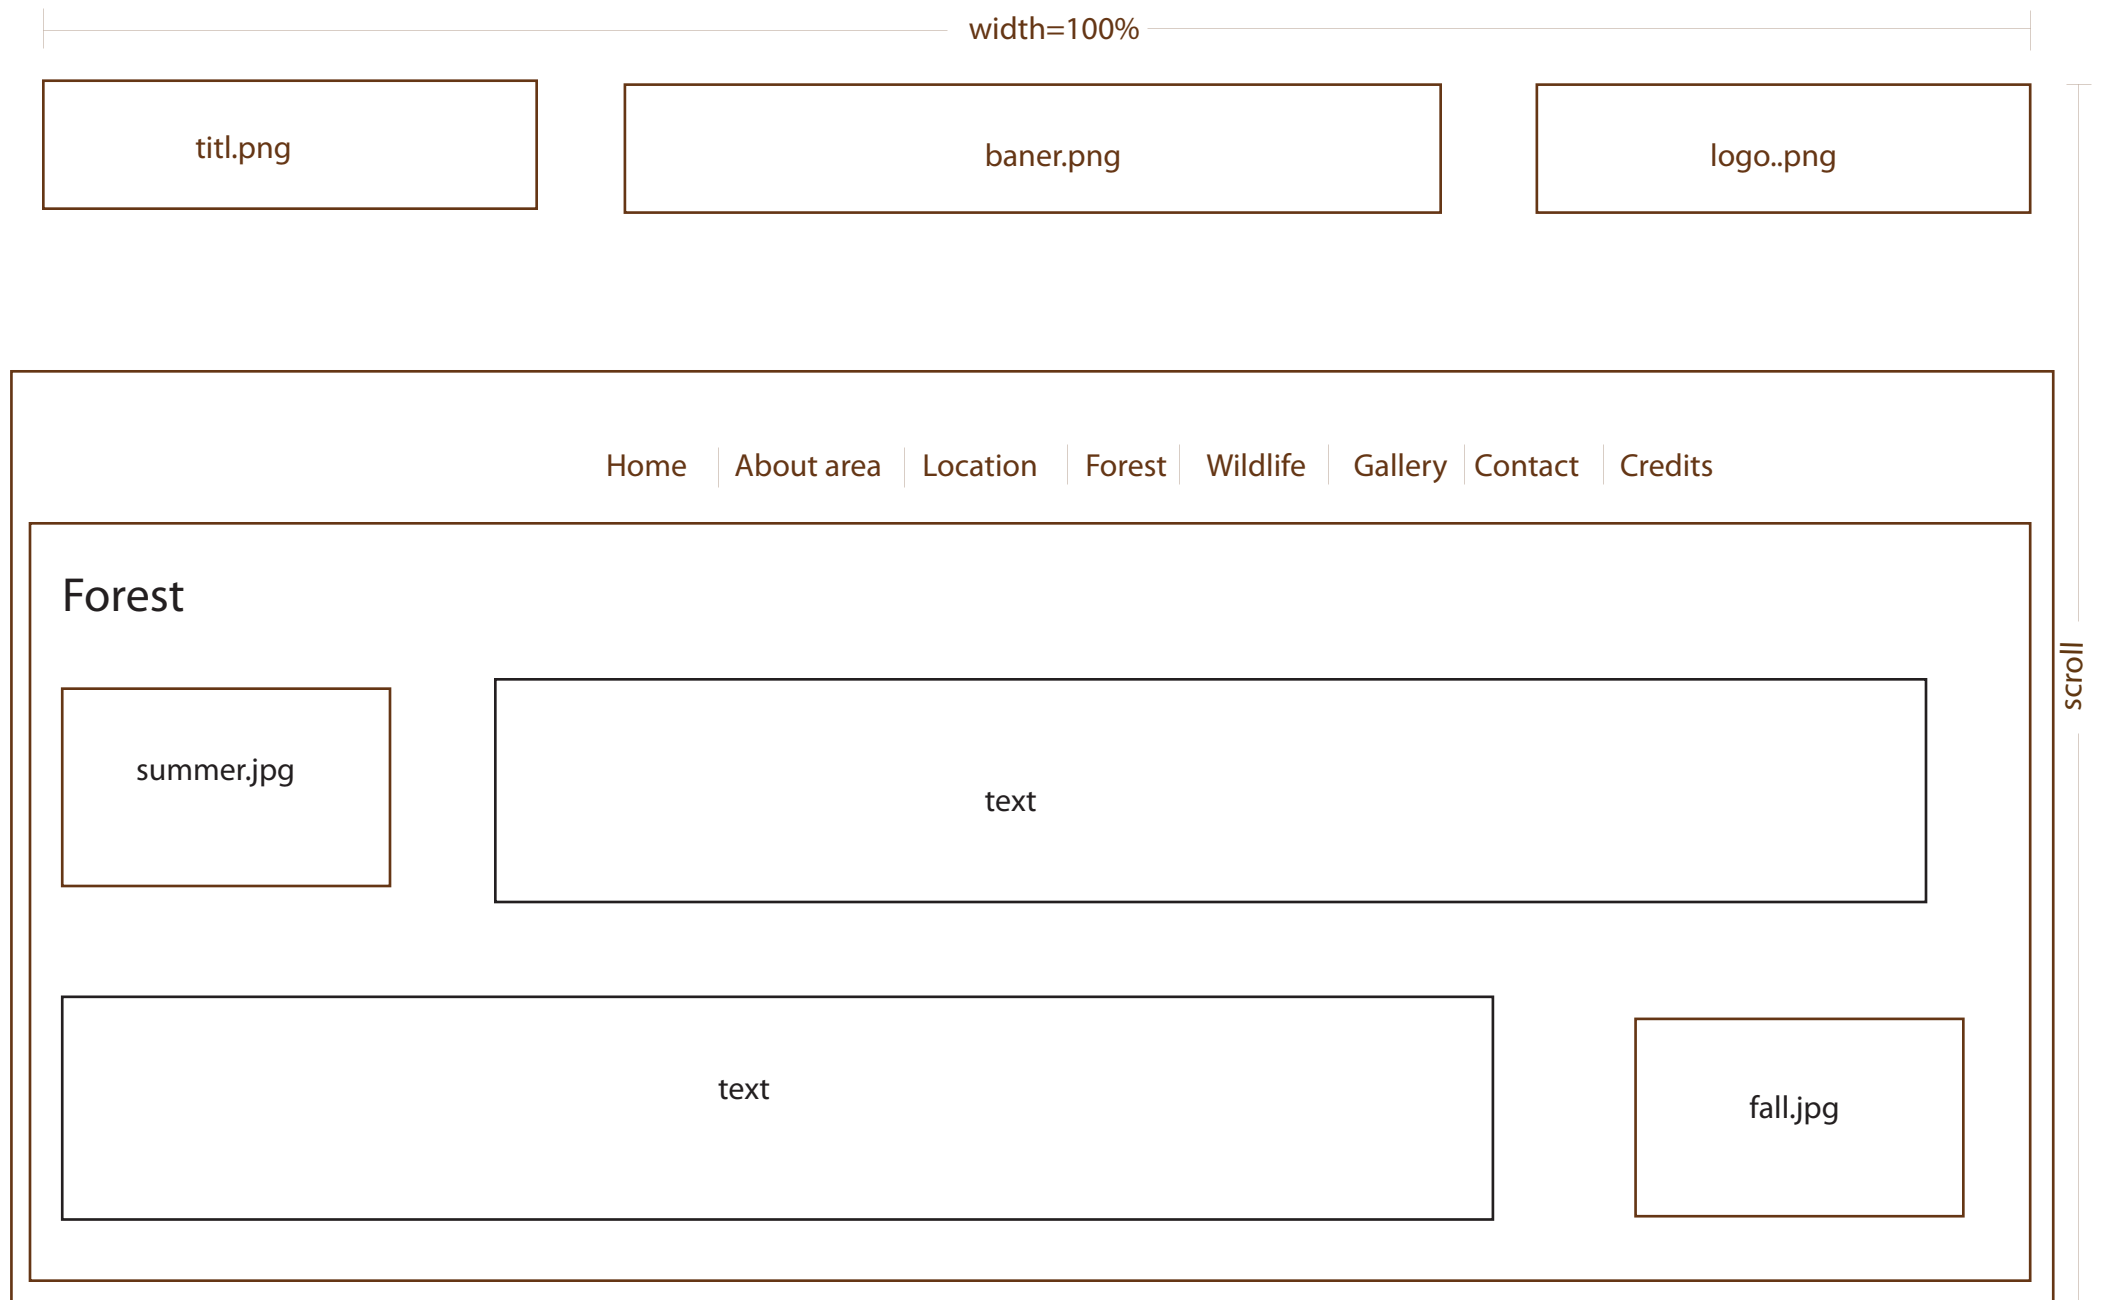 width=100%
titl.png
baner.png
logo..png
Home About area Location Forest Wildlife Gallery Contact Credits
Forest
scroll
summer.jpg
text
text
fall.jpg